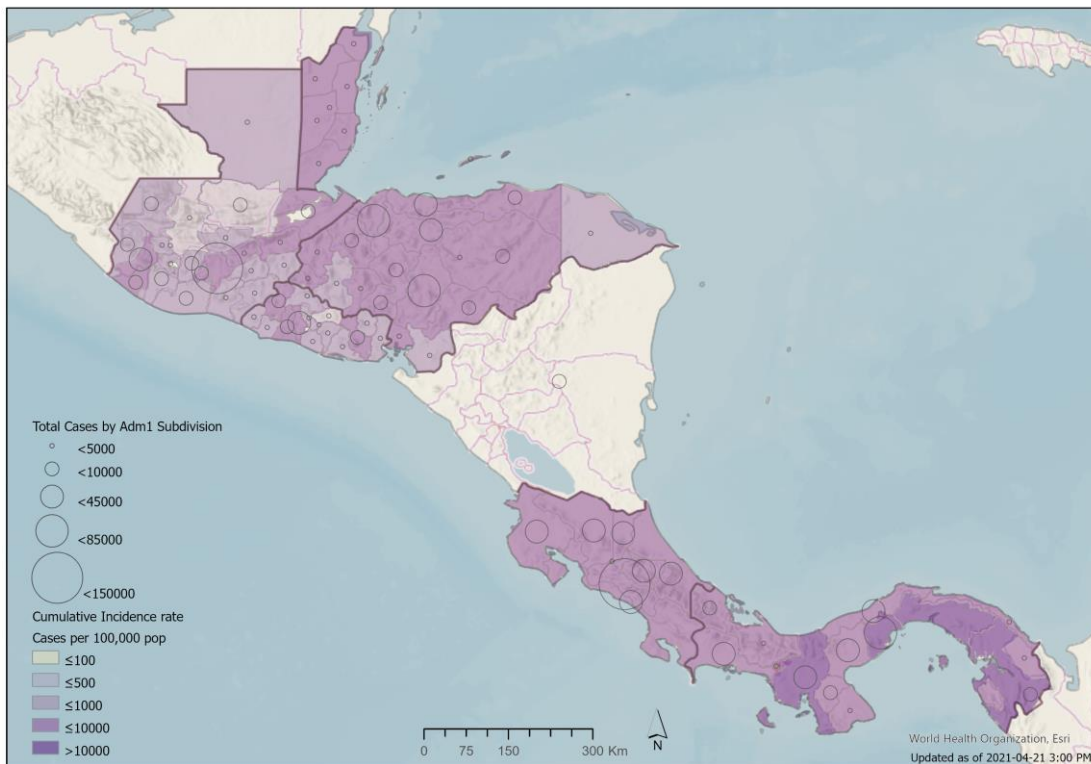 Total Cases by Adm1 Subdivision
<5000
<10000
<45000
<85000
<150000
Cumulative Incidence rate
Cases per 100,000 pop
≤100
≤500
≤1000
≤10000
>10000
0 75 150 300 Km
N
World Health Organization, Esri
Updated as of 2021-04-21 3:00 PM